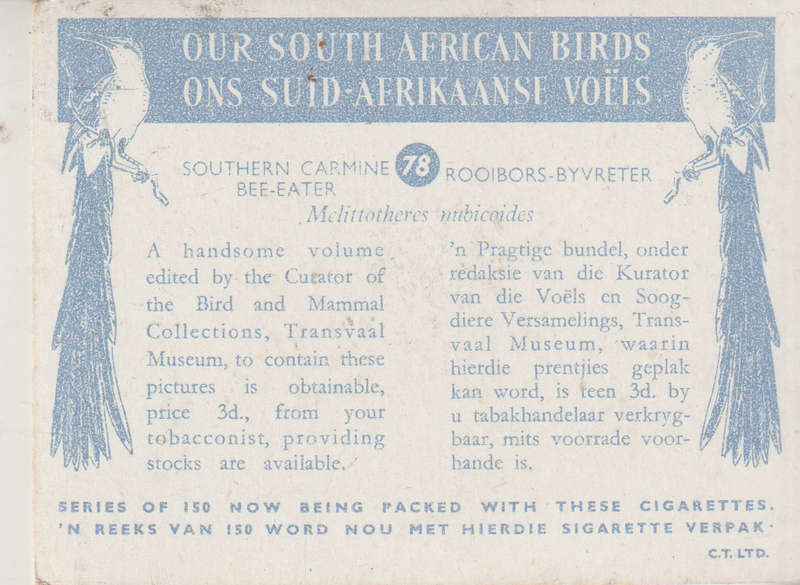 OUR SOUTH AFRICAN BIRDS
ONS SUID-AFRIKAANSE VOËLS
SOUTHERN CARMINE
BEE-EATER
78
ROOIBORS-BYVRETER
Melittotheres nubicoides
A handsome volume
edited by the Curator of
the Bird and Mammal
Collections, Transvaal
Museum, to contain these
pictures is obtainable,
price 3d., from your
tobacconist, providing
stocks are available.
'n Pragtige bundel, onder
redaksie van die Kurator
van die Voëls en Soog-
diere Versamelings, Trans-
vaal Museum, waarin
hierdie prentjies geplak
kan word, is teen 3d. by
u tabakhandelaar verkryg-
baar, mits voorrade voor-
hande is.
SERIES OF 150 NOW BEING PACKED WITH THESE CIGARETTES.
'N REEKS VAN 150 WORD NOU MET HIERDIE SIGARETTE VERPAK.
C.T. LTD.